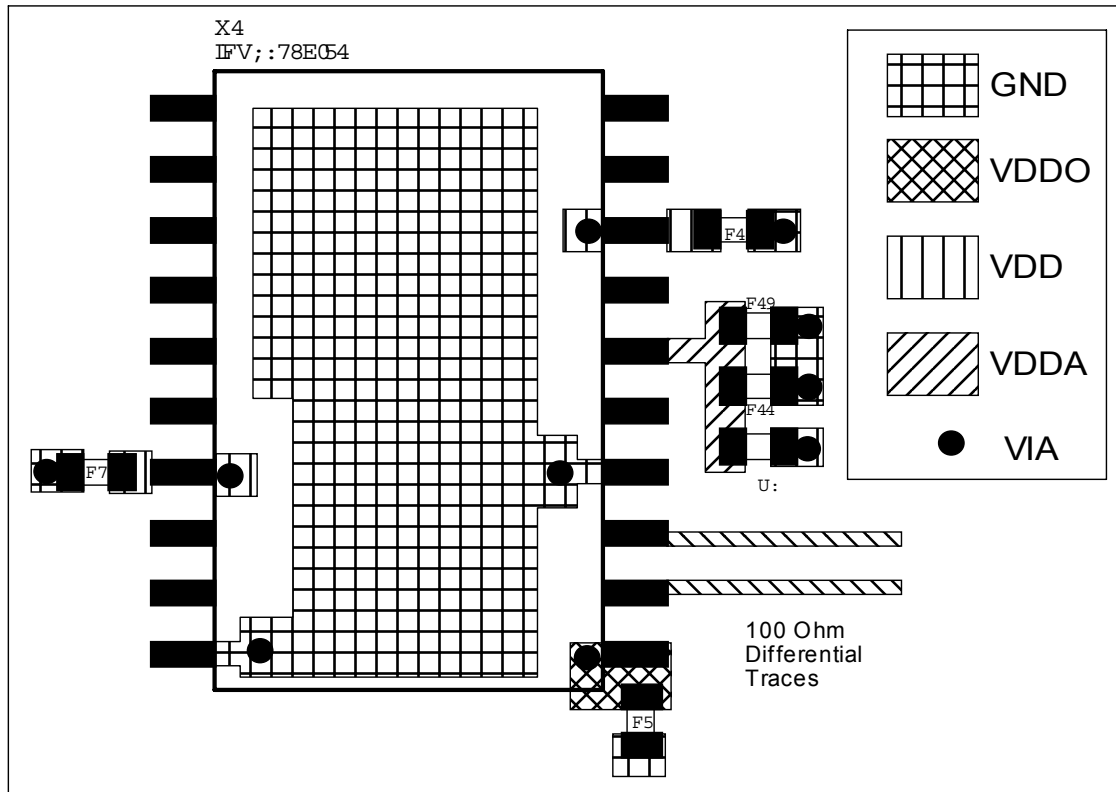 X4
IFV;:78E054
GND
VDDO
VDD
VDDA
VIA
F4
F49
F44
F7
U:
F5
100 Ohm
Differential
Traces